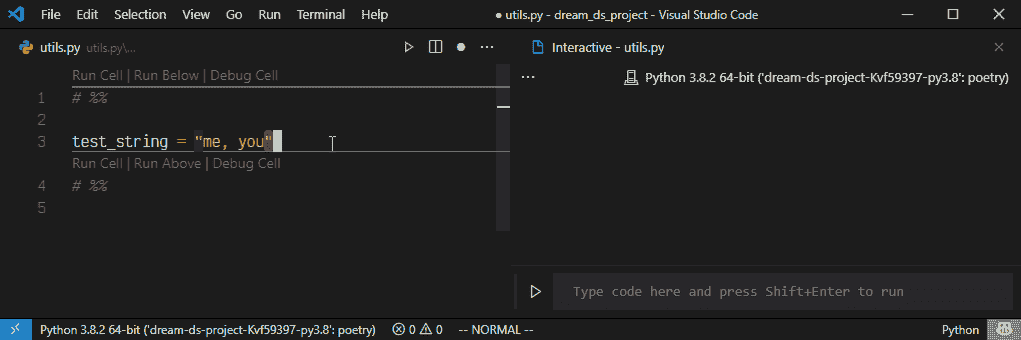 File Edit Selection View Go Run Terminal Help ● utils.py - dream_ds_project - Visual Studio Code
utils.py utils.py\...
Run Cell | Run Below | Debug Cell
1 # %%
2
3 test_string = "me, you"
Run Cell | Run Above | Debug Cell
4 # %%
5
Interactive - utils.py
Python 3.8.2 64-bit ('dream-ds-project-Kvf59397-py3.8': poetry)
Type code here and press Shift+Enter to run
Python 3.8.2 64-bit ('dream-ds-project-Kvf59397-py3.8': poetry) 0 0 -- NORMAL -- Python